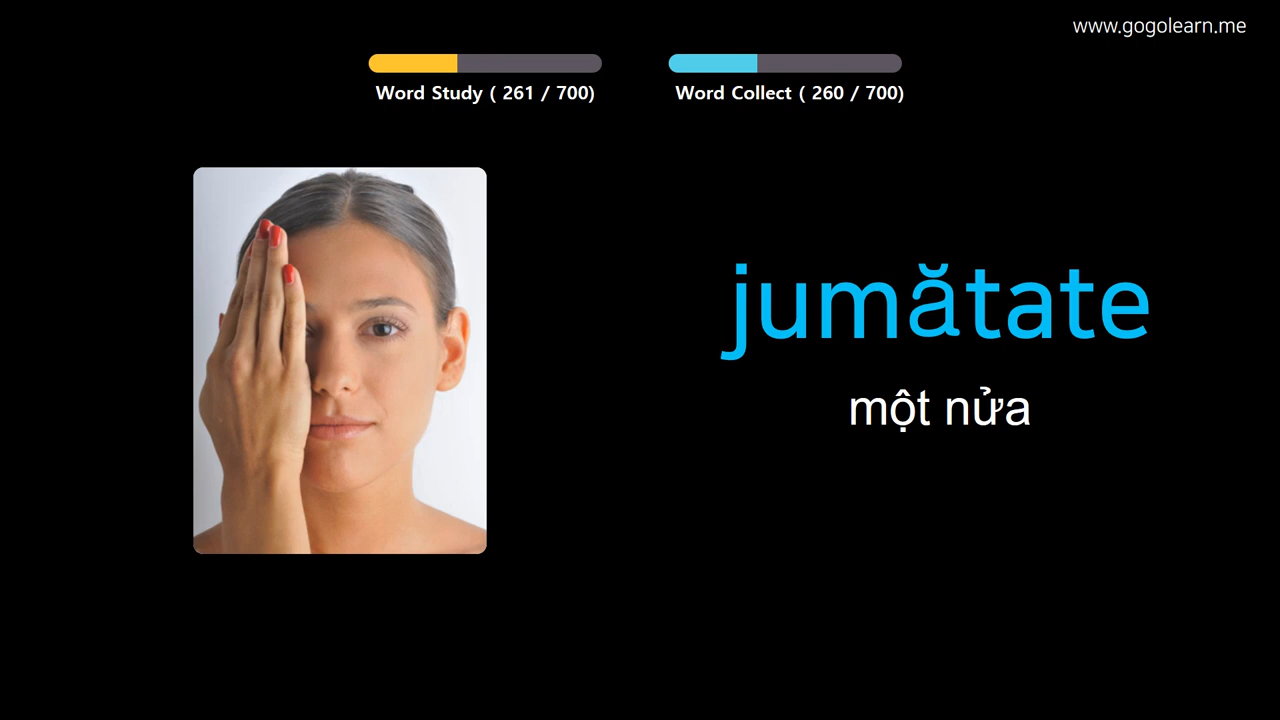 www.gogolearn.me
Word Study ( 261 / 700)
Word Collect ( 260 / 700)
jumătate
một nửa